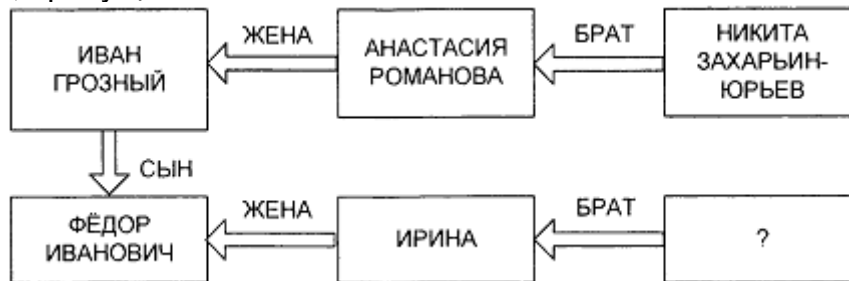 ИВАН
ГРОЗНЫЙ
ЖЕНА
АНАСТАСИЯ
РОМАНОВА
БРАТ
НИКИТА
ЗАХАРЬИН-
ЮРЬЕВ
СЫН
ФЁДОР
ИВАНОВИЧ
ЖЕНА
ИРИНА
БРАТ
?